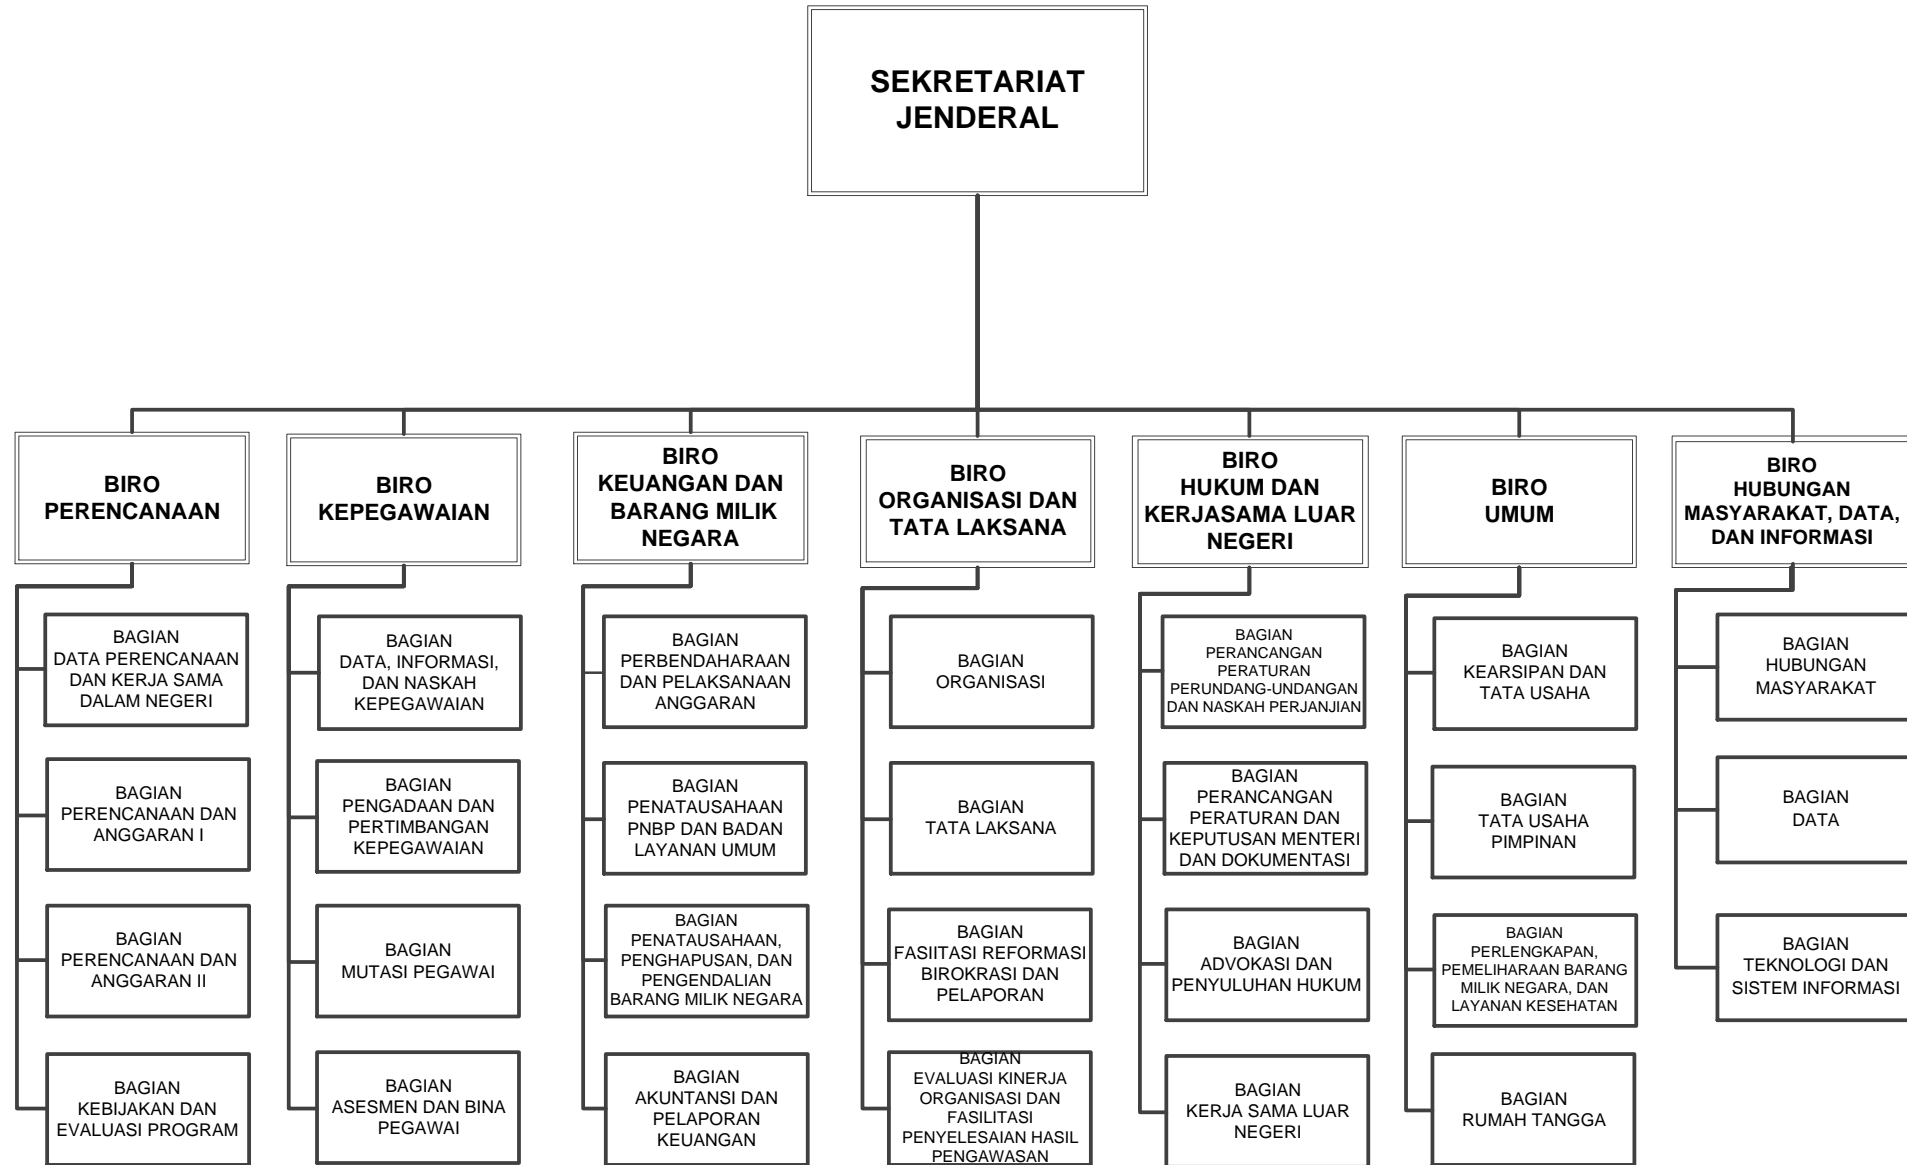 SEKRETARIAT
JENDERAL
BIRO
PERENCANAAN
BIRO
KEPEGAWAIAN
BIRO
KEUANGAN DAN
BARANG MILIK
NEGARA
BIRO
ORGANISASI DAN
TATA LAKSANA
BIRO
HUKUM DAN
KERJASAMA LUAR
NEGERI
BIRO
UMUM
BIRO
HUBUNGAN
MASYARAKAT, DATA,
DAN INFORMASI
BAGIAN
DATA PERENCANAAN
DAN KERJA SAMA
DALAM NEGERI
BAGIAN
DATA, INFORMASI,
DAN NASKAH
KEPEGAWAIAN
BAGIAN
PERBENDAHARAAN
DAN PELAKSANAAN
ANGGARAN
BAGIAN
ORGANISASI
BAGIAN
PERANCANGAN
PERATURAN
PERUNDANG-UNDANGAN
DAN NASKAH PERJANJIAN
BAGIAN
KEARSIPAN DAN
TATA USAHA
BAGIAN
HUBUNGAN
MASYARAKAT
BAGIAN
PERENCANAAN DAN
ANGGARAN I
BAGIAN
PENGADAAN DAN
PERTIMBANGAN
KEPEGAWAIAN
BAGIAN
PENATAUSAHAAN
PNBP DAN BADAN
LAYANAN UMUM
BAGIAN
TATA LAKSANA
BAGIAN
PERANCANGAN
PERATURAN DAN
KEPUTUSAN MENTERI
DAN DOKUMENTASI
BAGIAN
TATA USAHA
PIMPINAN
BAGIAN
DATA
BAGIAN
PERENCANAAN DAN
ANGGARAN II
BAGIAN
MUTASI PEGAWAI
BAGIAN
PENATAUSAHAAN,
PENGHAPUSAN, DAN
PENGENDALIAN
BARANG MILIK NEGARA
BAGIAN
FASIITASI REFORMASI
BIROKRASI DAN
PELAPORAN
BAGIAN
ADVOKASI DAN
PENYULUHAN HUKUM
BAGIAN
PERLENGKAPAN,
PEMELIHARAAN BARANG
MILIK NEGARA, DAN
LAYANAN KESEHATAN
BAGIAN
TEKNOLOGI DAN
SISTEM INFORMASI
BAGIAN
KEBIJAKAN DAN
EVALUASI PROGRAM
BAGIAN
ASESMEN DAN BINA
PEGAWAI
BAGIAN
AKUNTANSI DAN
PELAPORAN
KEUANGAN
BAGIAN
EVALUASI KINERJA
ORGANISASI DAN
FASILITASI
PENYELESAIAN HASIL
PENGAWASAN
BAGIAN
KERJA SAMA LUAR
NEGERI
BAGIAN
RUMAH TANGGA